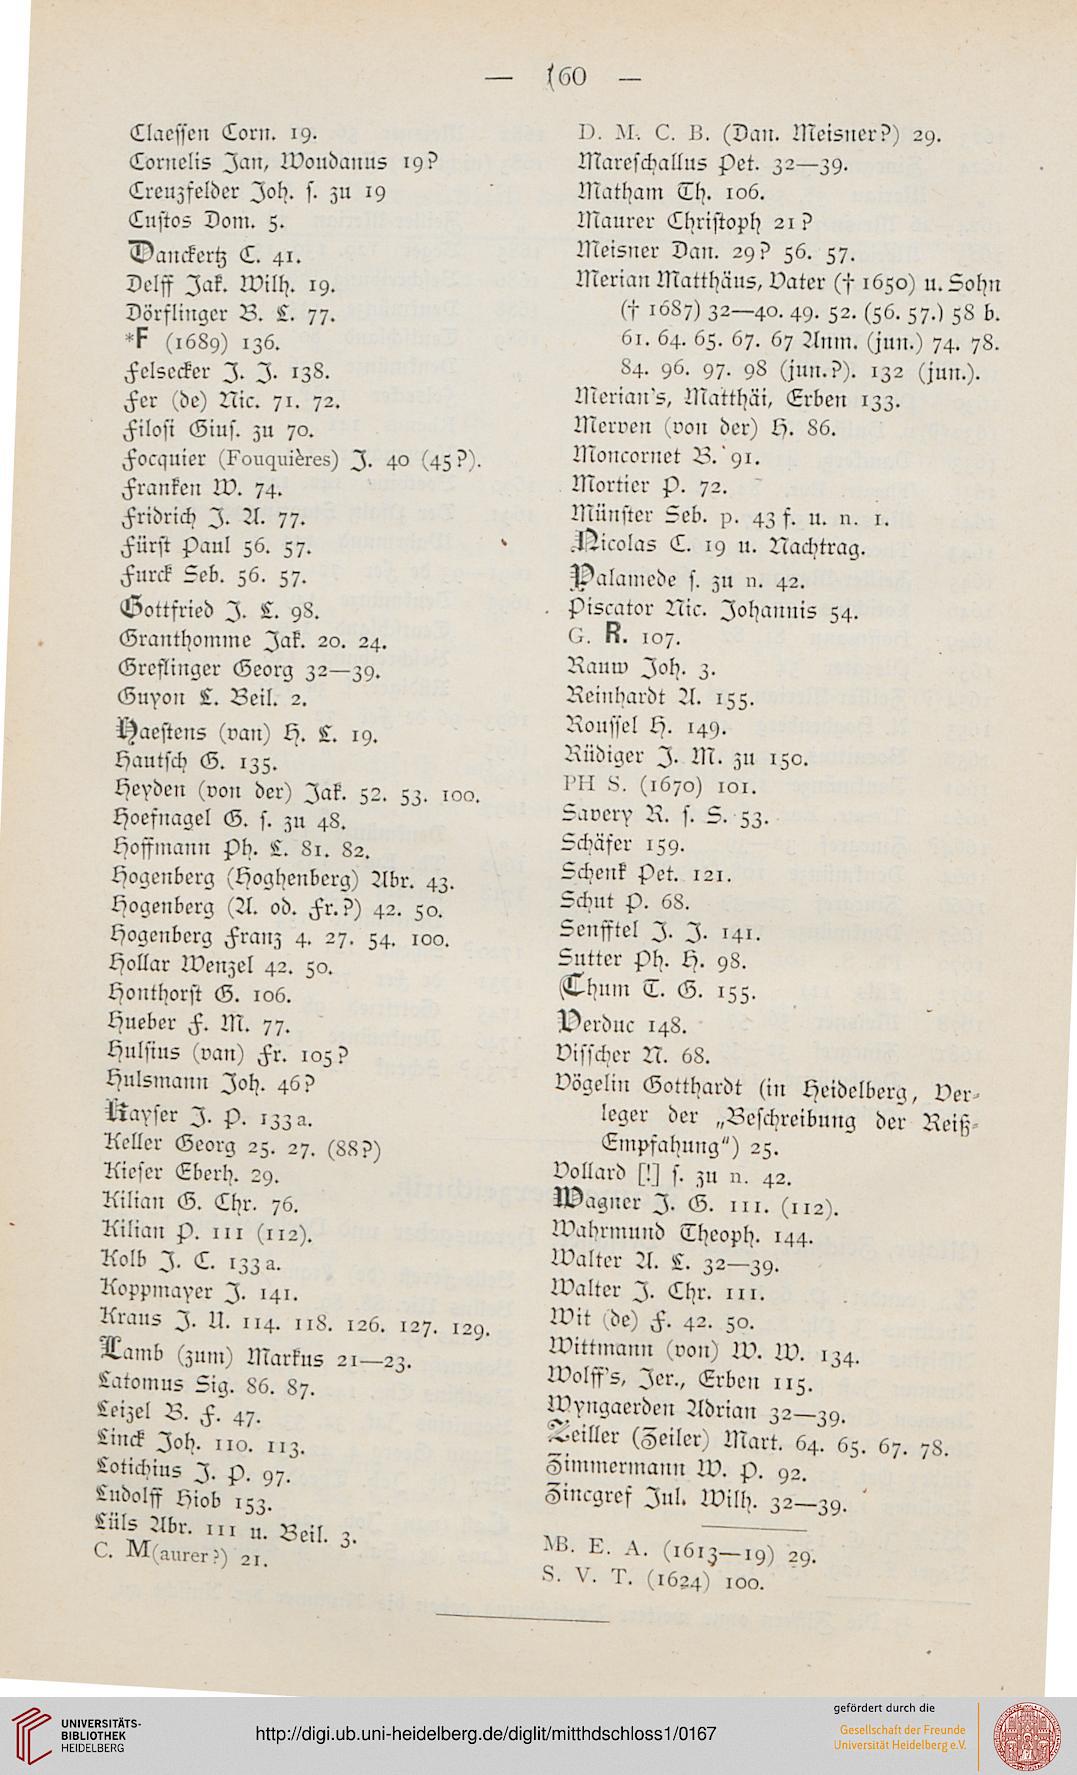 — 160 —
Claessen Corn. 19.
Cornelis Jan, Woudanus 19?
Creuzfelder Joh. s. zu 19
Custos Dom. 5.
Danckertz C. 41.
Delff Jak. Wilh. 19.
Dörflinger B. L. 77.
*F (1689) 136.
Felsecker J. J. 138.
Fer (de) Nic. 71. 72.
Filosi Gius. zu 70.
Focquier (Fouquières) J. 40 (45?).
Franken W. 74.
Fridrich J. A. 77.
Fürst Paul 56. 57.
Furck Seb. 56. 57.
Gottfried J. L. 98.
Granthomme Jak. 20. 24.
Greflinger Georg 32—39.
Guyon L. Beil. 2.
Haestens (van) H. L. 19.
Hautsch G. 135.
Heyden (von der) Jak. 52. 53. 100.
Hoefnagel G. s. zu 48.
Hoffmann Ph. L. 81. 82.
Hogenberg (Hoghenberg) Abr. 43.
Hogenberg (A. od. Fr.?) 42. 50.
Hogenberg Franz 4. 27. 54. 100.
Hollar Wenzel 42. 50.
Honthorst G. 106.
Hueber F. M. 77.
Hulsius (van) Fr. 105?
Hulsmann Joh. 46?
Kayser J. P. 133a.
Keller Georg 25. 27. (88?)
Kieser Eberh. 29.
Kilian G. Chr. 76.
Kilian P. 111 (112).
Kolb J. C. 133a.
Koppmayer J. 141.
Kraus J. U. 114. 118. 126. 127. 129.
Lamb (zum) Markus 21—23.
Latomus Sig. 86. 87.
Leizel B. F. 47.
Linck Joh. 110. 113.
Lotichius J. P. 97.
Ludolff Hiob 153.
Lüls Abr. 111 u. Beil. 3.
C. M(aurer?) 21.
D. M. C. B. (Dan. Meisner?) 29.
Mareschallus Pet. 32—39.
Matham Th. 106.
Maurer Christoph 21?
Meisner Dan. 29? 56. 57.
Merian Matthäus, Vater († 1650) u. Sohn
(† 1687) 32—40. 49. 52. (56. 57.) 58 b.
61. 64. 65. 67. 67 Anm. (jun.) 74. 78.
84. 96. 97. 98 (jun.?). 132 (jun.).
Merian's, Matthäi, Erben 133.
Merven (von der) H. 86.
Moncornet B. 91.
Mortier P. 72.
Münster Seb. p. 43 f. u. n. 1.
Nicolas C. 19 u. Nachtrag.
Palamede s. zu n. 42.
Piscator Nic. Johannis 54.
G. R. 107.
Rauw Joh. 3.
Reinhardt A. 155.
Roussel H. 149.
Rüdiger J. M. zu 150.
PH S. (1670) 101.
Savery R. s. S. 53.
Schäfer 159.
Schenk Pet. 121.
Schut P. 68.
Senfftel J. J. 141.
Sutter Ph. H. 98.
Thum T. G. 155.
Verduc 148.
Visscher N. 68.
Vögelin Gotthardt (in Heidelberg, Ver-
leger der „Beschreibung der Reiß-
Empfahung") 25.
Vollard [!] s. zu n. 42.
Wagner J. G. 111. (112).
Wahrmund Theoph. 144.
Walter A. L. 32—39.
Walter J. Chr. 111.
Wit (de) F. 42. 50.
Wittmann (von) W. W. 134.
Wolff's, Jer., Erben 115.
Wyngaerden Adrian 32—39.
Zeiller (Zeiler) Mart. 64. 65. 67. 78.
Zimmermann W. P. 92.
Zincgref Jul. Wilh. 32—39.
MB. E. A. (1613—19) 29.
S. V. T. (1624) 100.
UNIVERSITÄTS-
BIBLIOTHEK
HEIDELBERG
http://digi.ub.uni-heidelberg.de/diglit/mitthdschloss1/0167
gefördert durch die
Gesellschaft der Freunde
Universität Heidelberg e.V.